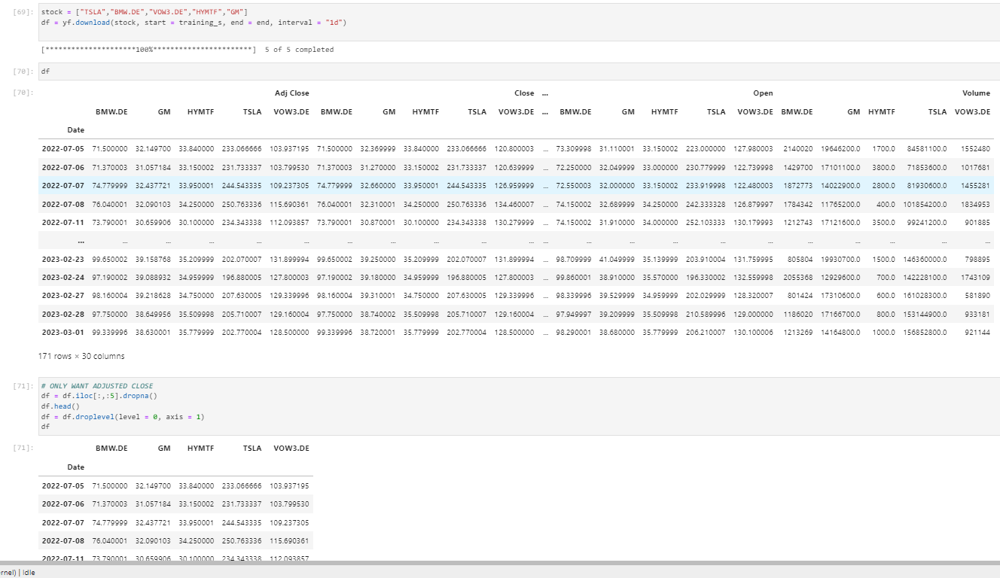 [69]: stock = ["TSLA","BMW.DE","VOW3.DE","HYMTF","GM"]
df = yf.download(stock, start = training_s, end = end, interval = "1d")
[*********************100%***********************]  5 of 5 completed
[70]: df
[70]: Adj Close Close ... Open Volume
BMW.DE GM HYMTF TSLA VOW3.DE BMW.DE GM HYMTF TSLA VOW3.DE ... BMW.DE GM HYMTF TSLA VOW3.DE BMW.DE GM HYMTF TSLA VOW3.DE
Date
2022-07-05 71.500000 32.149700 33.840000 233.066666 103.937195 71.500000 32.369999 33.840000 233.066666 120.800003 ... 73.309998 31.110001 33.150002 223.000000 127.980003 2140020 19646200.0 1700.0 84581100.0 1552480
2022-07-06 71.370003 31.057184 33.150002 231.733337 103.799530 71.370003 31.270000 33.150002 231.733337 120.639999 ... 72.250000 32.049999 33.000000 230.779999 122.739998 1429700 17101100.0 3800.0 71853600.0 1017681
2022-07-07 74.779999 32.437721 33.950001 244.543335 109.237305 74.779999 32.660000 33.950001 244.543335 126.959999 ... 72.550003 32.000000 33.150002 233.919998 122.480003 1872773 14022900.0 2800.0 81930600.0 1455281
2022-07-08 76.040001 32.090103 34.250000 250.763336 115.690361 76.040001 32.310001 34.250000 250.763336 134.460007 ... 74.150002 32.689999 34.250000 242.333328 126.879997 1784342 11765200.0 400.0 101854200.0 1834953
2022-07-11 73.790001 30.659906 30.100000 234.343338 112.093857 73.790001 30.870001 30.100000 234.343338 130.279999 ... 74.150002 31.910000 34.000000 252.103333 130.179993 1212743 17121600.0 3500.0 99241200.0 901885
... ... ... ... ... ... ... ... ... ... ... ... ... ... ... ... ... ... ... ... ... ...
2023-02-23 99.650002 39.158768 35.209999 202.070007 131.899994 99.650002 39.250000 35.209999 202.070007 131.899994 ... 98.709999 41.049999 35.139999 203.910004 131.759995 805804 19930700.0 1500.0 146360000.0 798895
2023-02-24 97.190002 39.088932 34.959999 196.880005 127.800003 97.190002 39.180000 34.959999 196.880005 127.800003 ... 99.860001 38.910000 35.570000 196.330002 132.559998 2055368 12929600.0 700.0 142228100.0 1743109
2023-02-27 98.160004 39.218628 34.750000 207.630005 129.339996 98.160004 39.310001 34.750000 207.630005 129.339996 ... 98.339996 39.529999 34.959999 202.029999 128.320007 801424 17310600.0 600.0 161028300.0 581890
2023-02-28 97.750000 38.649956 35.509998 205.710007 129.160004 97.750000 38.740002 35.509998 205.710007 129.160004 ... 97.949997 39.209999 35.509998 210.589996 129.000000 1186020 17166700.0 800.0 153144900.0 933181
2023-03-01 99.339996 38.630001 35.779999 202.770004 128.500000 99.339996 38.720001 35.779999 202.770004 128.500000 ... 98.290001 38.680000 35.779999 206.210007 130.100006 1213269 14164800.0 1000.0 156852800.0 921144
171 rows × 30 columns
[71]: # ONLY WANT ADJUSTED CLOSE
df = df.iloc[:,:5].dropna()
df.head()
df = df.droplevel(level = 0, axis = 1)
df
[71]: BMW.DE GM HYMTF TSLA VOW3.DE
Date
2022-07-05 71.500000 32.149700 33.840000 233.066666 103.937195
2022-07-06 71.370003 31.057184 33.150002 231.733337 103.799530
2022-07-07 74.779999 32.437721 33.950001 244.543335 109.237305
2022-07-08 76.040001 32.090103 34.250000 250.763336 115.690361
2022-07-11 73.790001 30.659906 30.100000 234.343338 112.093857
rnel) | Idle